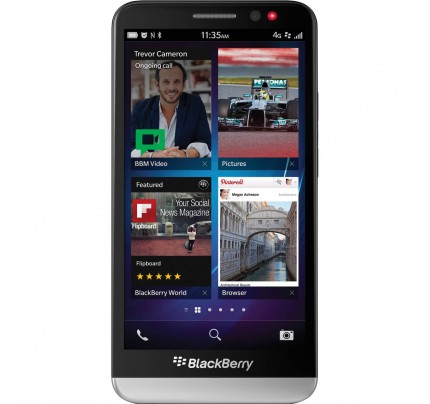 11:35AM
4G
Trevor Cameron
Ongoing call
PETRONAS
BBM Video
Pictures
Featured
Flipboard
Your Social
News Magazine
Flipboard
BlackBerry World
Pinterest
Megan Acheson
Browser
BlackBerry